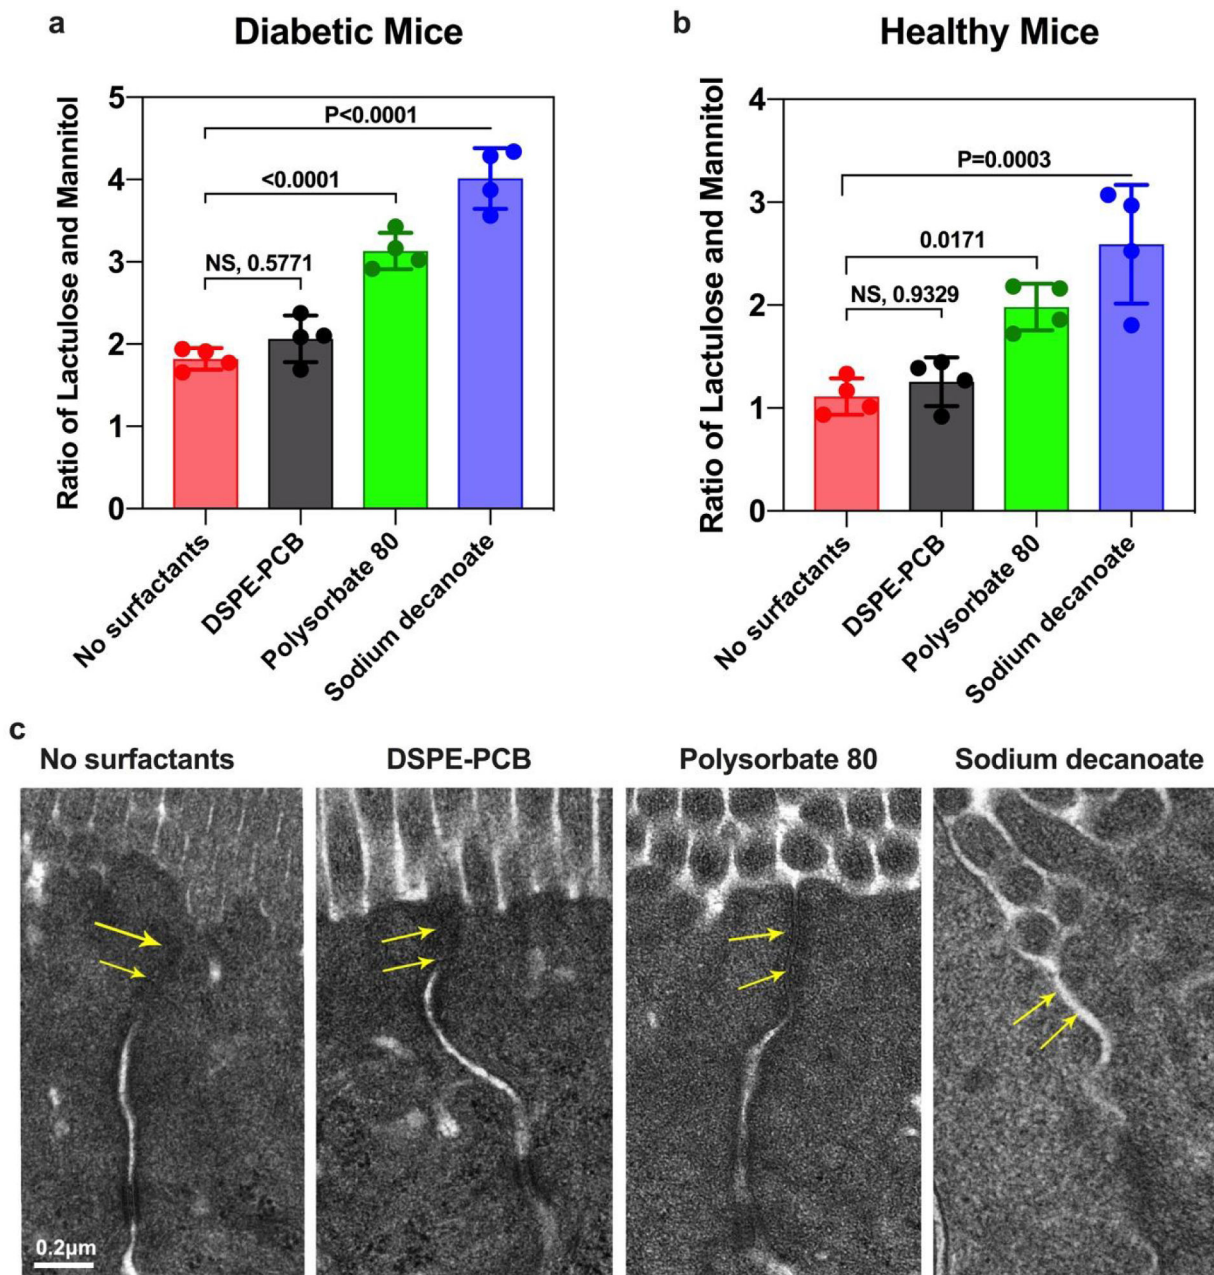 a
Diabetic Mice
Ratio of Lactulose and Mannitol
5
4
3
2
1
0
P<0.0001
<0.0001
NS, 0.5771
No surfactants
DSPE-PCB
Polysorbate 80
Sodium decanoate
b
Healthy Mice
Ratio of Lactulose and Mannitol
4
3
2
1
0
P=0.0003
0.0171
NS, 0.9329
No surfactants
DSPE-PCB
Polysorbate 80
Sodium decanoate
c
No surfactants
DSPE-PCB
Polysorbate 80
Sodium decanoate
0.2µm